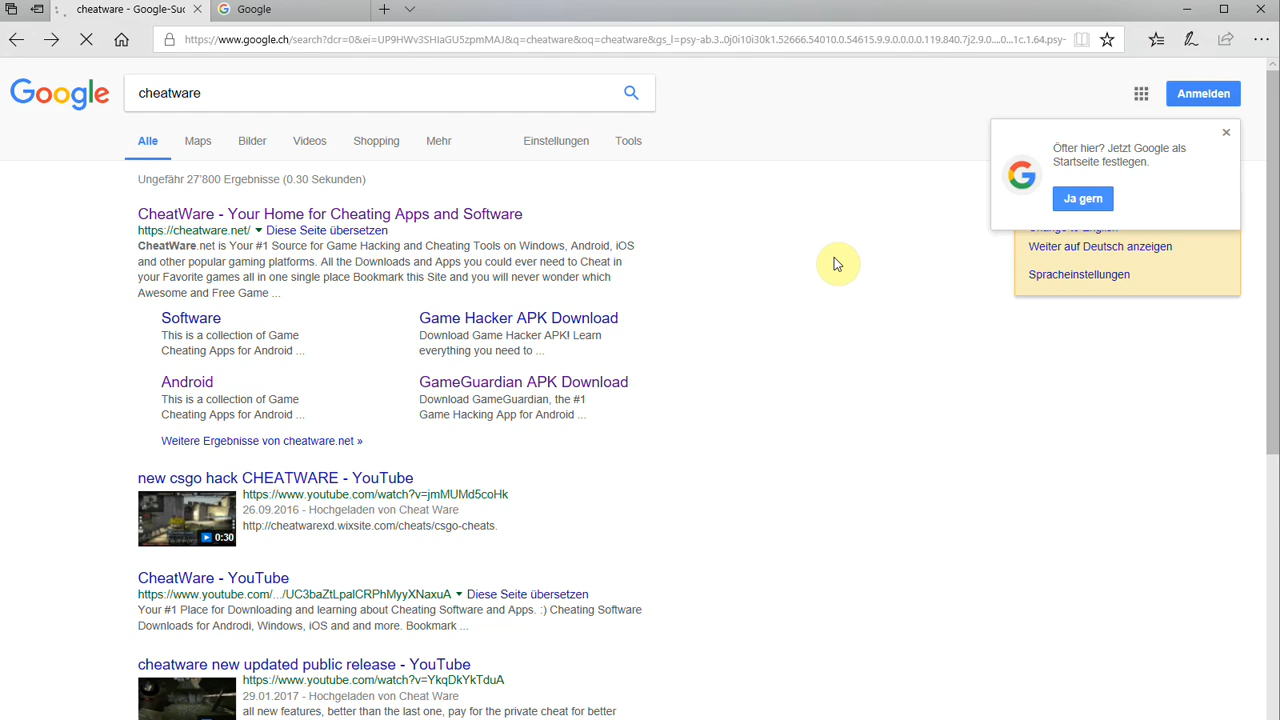 cheatware - Google-Suc
Google
https://www.google.ch/search?dcr=0&ei=UP9HWv3SHIaGU5zpmMAJ&q=cheatware&oq=cheatware&gs_l=psy-ab.3..0j0i10i30k1.52666.54010.0.54615.9.9.0.0.0.0.119.840.7j2.9.0....0...1c.1.64.psy-
Google
cheatware
Anmelden
Alle
Maps
Bilder
Videos
Shopping
Mehr
Einstellungen
Tools
Öfter hier? Jetzt Google als
Startseite festlegen.
Ja gern
Weiter auf Deutsch anzeigen
Spracheinstellungen
Ungefähr 27'800 Ergebnisse (0.30 Sekunden)
CheatWare - Your Home for Cheating Apps and Software
https://cheatware.net/ Diese Seite übersetzen
CheatWare.net is Your #1 Source for Game Hacking and Cheating Tools on Windows, Android, iOS
and other popular gaming platforms. All the Downloads and Apps you could ever need to Cheat in
your Favorite games all in one single place Bookmark this Site and you will never wonder which
Awesome and Free Game ...
Software
This is a collection of Game
Cheating Apps for Android ...
Game Hacker APK Download
Download Game Hacker APK! Learn
everything you need to ...
Android
This is a collection of Game
Cheating Apps for Android ...
GameGuardian APK Download
Download GameGuardian, the #1
Game Hacking App for Android ...
Weitere Ergebnisse von cheatware.net »
new csgo hack CHEATWARE - YouTube
https://www.youtube.com/watch?v=jmMUMd5coHk
26.09.2016 - Hochgeladen von Cheat Ware
http://cheatwarexd.wixsite.com/cheats/csgo-cheats.
0:30
CheatWare - YouTube
https://www.youtube.com/.../UC3baZtLpalCRPhMyyXNaxuA Diese Seite übersetzen
Your #1 Place for Downloading and learning about Cheating Software and Apps. :) Cheating Software
Downloads for Androdi, Windows, iOS and and more. Bookmark ...
cheatware new updated public release - YouTube
https://www.youtube.com/watch?v=YkqDkYkTduA
29.01.2017 - Hochgeladen von Cheat Ware
all new features, better than the last one, pay for the private cheat for better